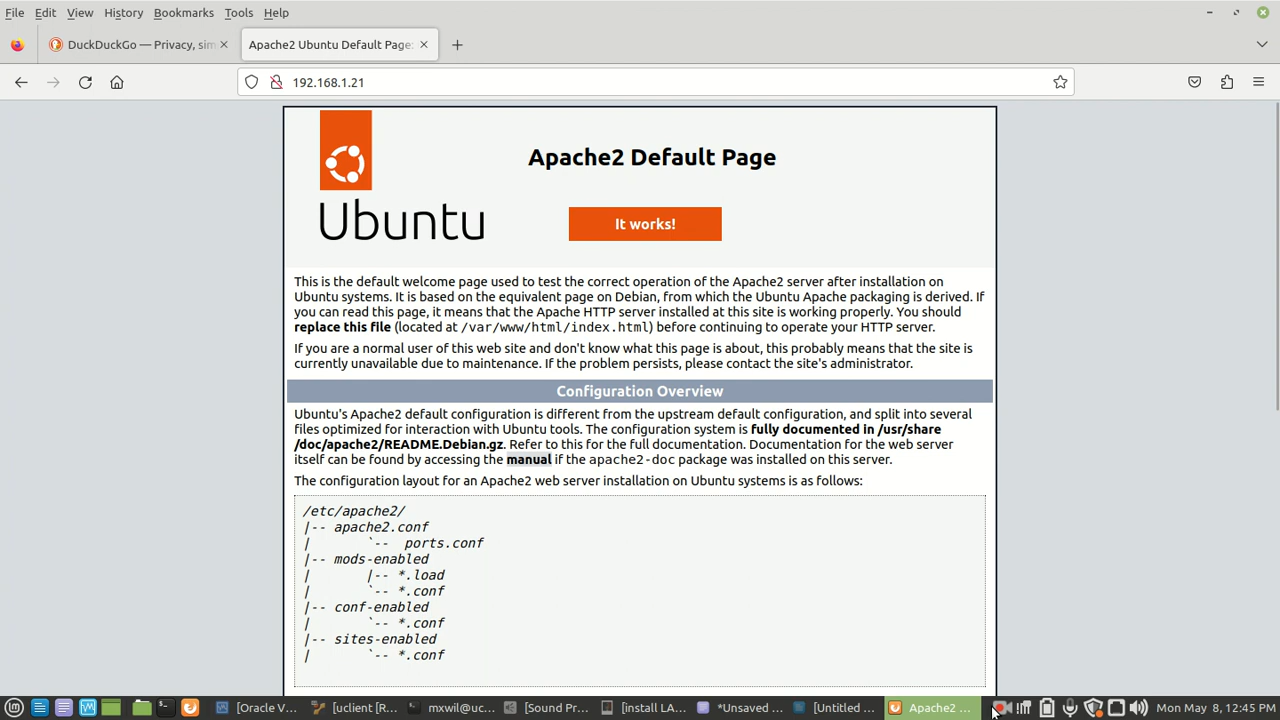 File Edit View History Bookmarks Tools Help
DuckDuckGo — Privacy, sim
Apache2 Ubuntu Default Page:
192.168.1.21
Apache2 Default Page
Ubuntu
It works!
This is the default welcome page used to test the correct operation of the Apache2 server after installation on
Ubuntu systems. It is based on the equivalent page on Debian, from which the Ubuntu Apache packaging is derived. If
you can read this page, it means that the Apache HTTP server installed at this site is working properly. You should
replace this file (located at /var/www/html/index.html) before continuing to operate your HTTP server.
If you are a normal user of this web site and don't know what this page is about, this probably means that the site is
currently unavailable due to maintenance. If the problem persists, please contact the site's administrator.
Configuration Overview
Ubuntu's Apache2 default configuration is different from the upstream default configuration, and split into several
files optimized for interaction with Ubuntu tools. The configuration system is fully documented in /usr/share
/doc/apache2/README.Debian.gz. Refer to this for the full documentation. Documentation for the web server
itself can be found by accessing the manual if the apache2-doc package was installed on this server.
The configuration layout for an Apache2 web server installation on Ubuntu systems is as follows:
/etc/apache2/
|-- apache2.conf
|       `--  ports.conf
|-- mods-enabled
|       |-- *.load
|       `-- *.conf
|-- conf-enabled
|       `-- *.conf
|-- sites-enabled
|       `-- *.conf
[Oracle V... [uclient [R... mxwil@m... [Sound Pr... [install LA... *Unsaved ... [Untitled ... Apache2 ... Mon May 8, 12:45 PM